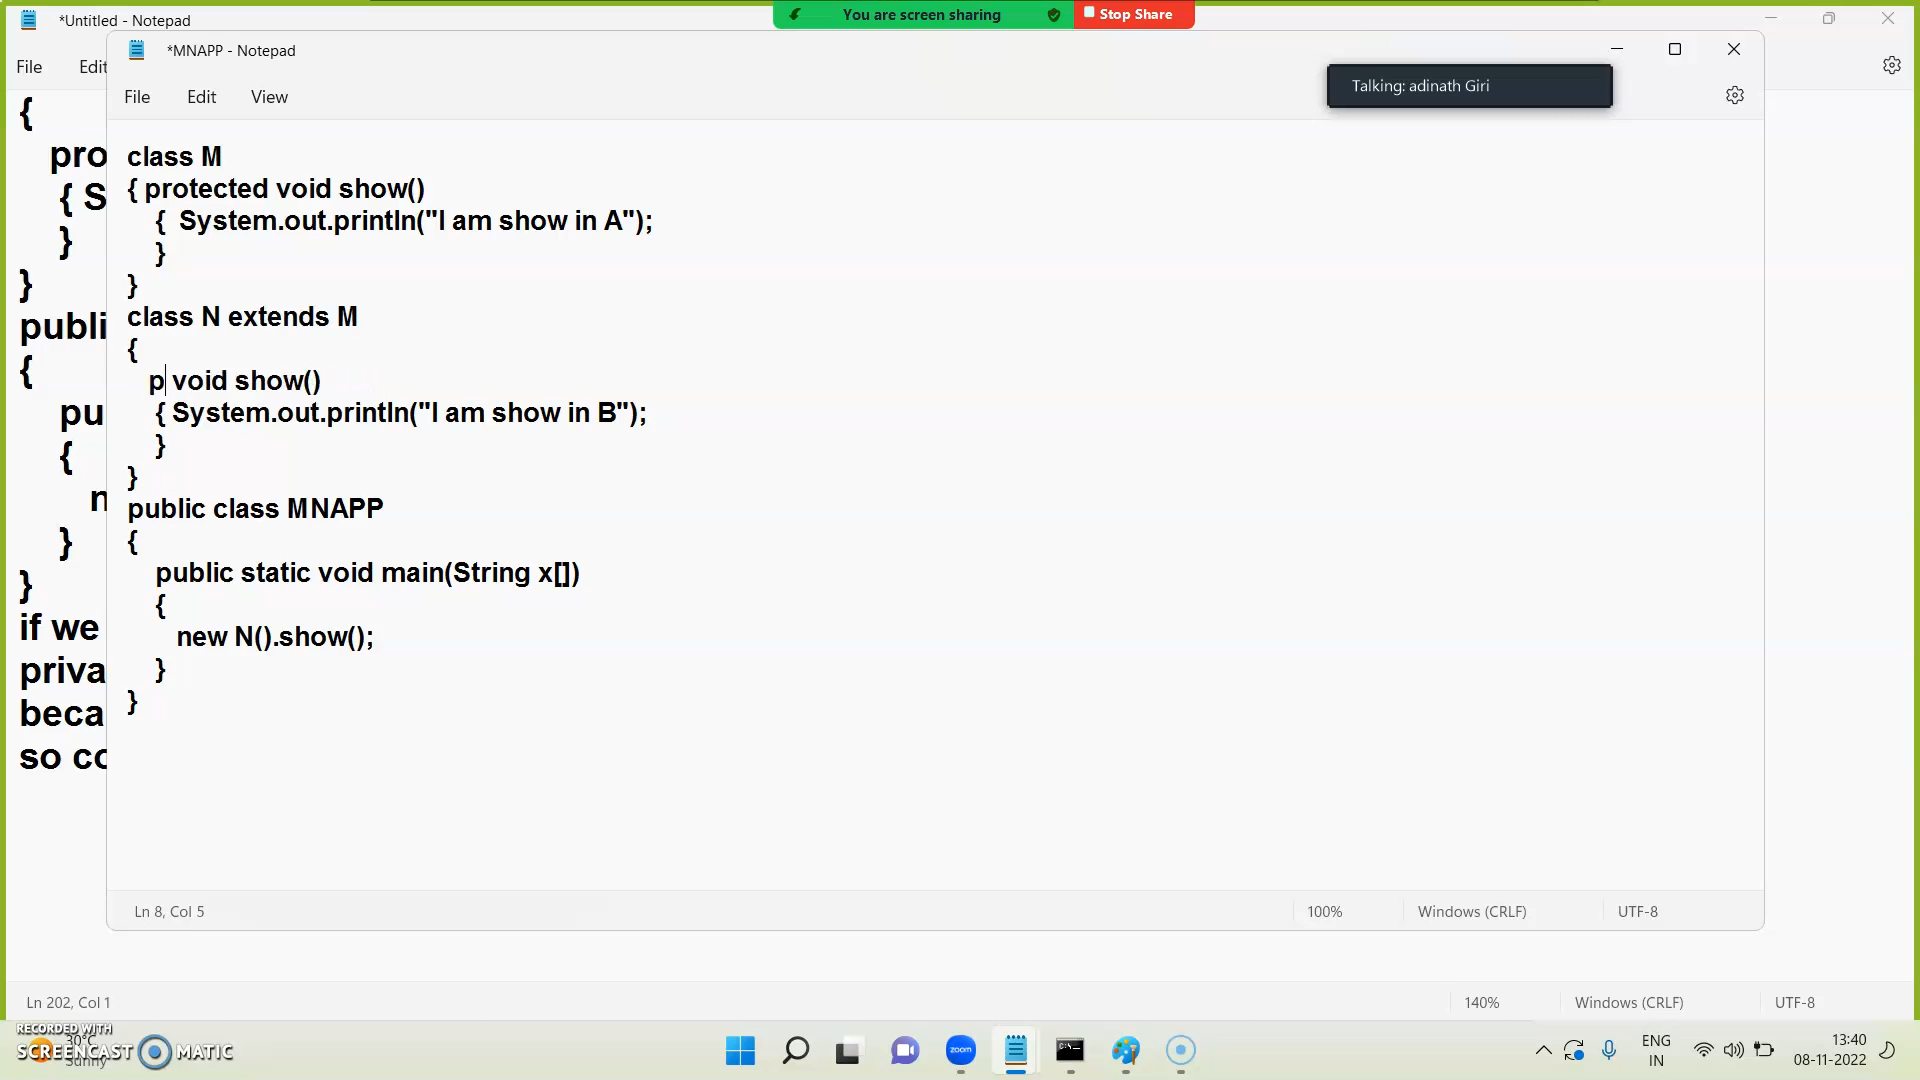 *Untitled - Notepad
You are screen sharing
Stop Share
*MNAPP - Notepad
File
Edit
File
Edit
View
Talking: adinath Giri
{
pro
{ S
}
}
publi
{
pu
{
n
}
}
if we
priva
beca
so co
class M
{ protected void show()
{ System.out.println("I am show in A");
}
}
class N extends M
{
p void show()
{ System.out.println("I am show in B");
}
}
public class MNAPP
{
public static void main(String x[])
{
new N().show();
}
}
Ln 8, Col 5
100%
Windows (CRLF)
UTF-8
Ln 202, Col 1
140%
Windows (CRLF)
UTF-8
RECORDED WITH
SCREENCAST MATIC
30°C
Sunny
zoom
ENG
IN
13:40
08-11-2022